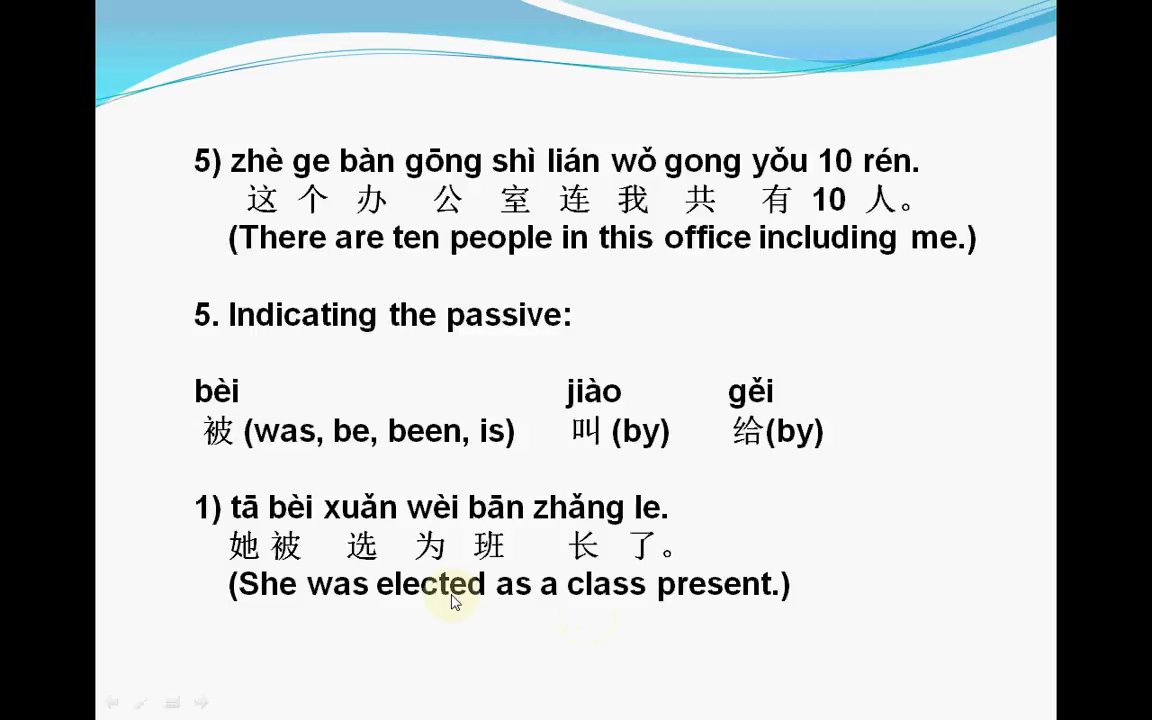 5) zhè ge bàn gōng shì lián wǒ gong yǒu 10 rén.
这 个 办 公 室 连 我 共 有 10 人。
(There are ten people in this office including me.)
5. Indicating the passive:
bèi jiào gěi
被 (was, be, been, is) 叫 (by) 给(by)
1) tā bèi xuǎn wèi bān zhǎng le.
她 被 选 为 班 长 了。
(She was elected as a class present.)